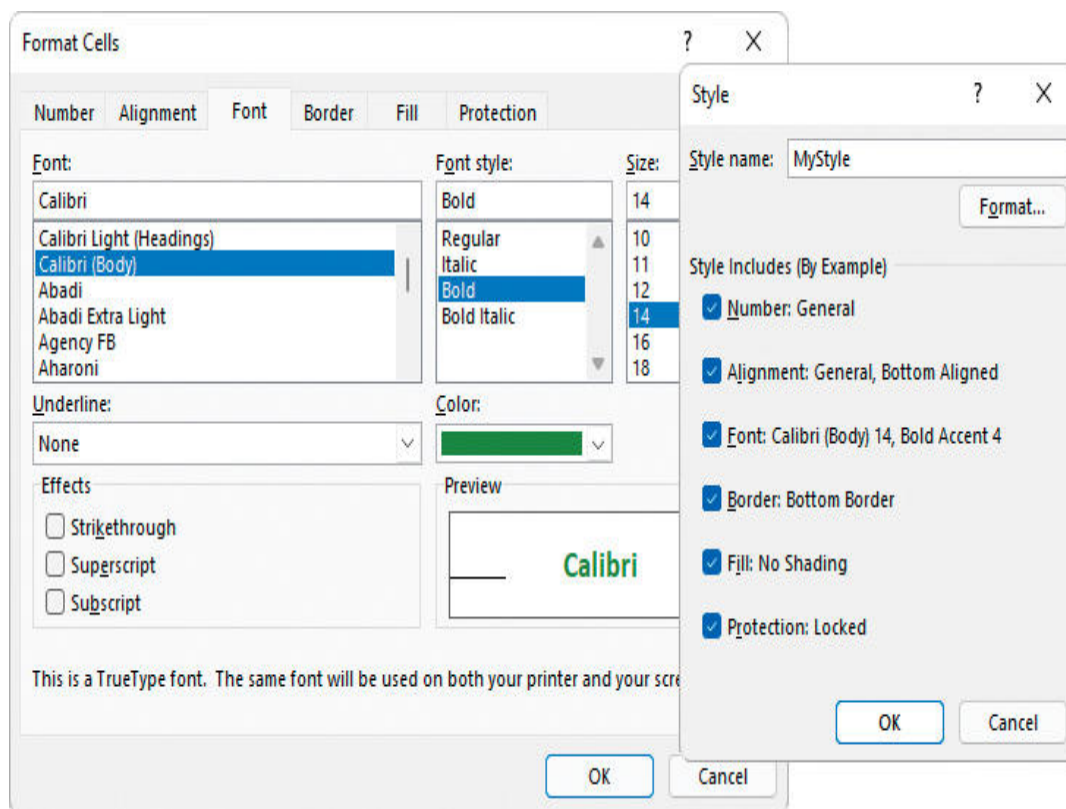 Format Cells
?
X
Number
Alignment
Font
Border
Fill
Protection
Font:
Calibri
Calibri Light (Headings)
Calibri (Body)
Abadi
Abadi Extra Light
Agency FB
Aharoni
Font style:
Bold
Regular
Italic
Bold
Bold Italic
Size:
14
10
11
12
14
16
18
Underline:
None
Color:
Effects
Strikethrough
Superscript
Subscript
Preview
Calibri
This is a TrueType font. The same font will be used on both your printer and your scre
OK
Cancel
Style
?
X
Style name:
MyStyle
Format...
Style Includes (By Example)
Number: General
Alignment: General, Bottom Aligned
Font: Calibri (Body) 14, Bold Accent 4
Border: Bottom Border
Fill: No Shading
Protection: Locked
OK
Cancel